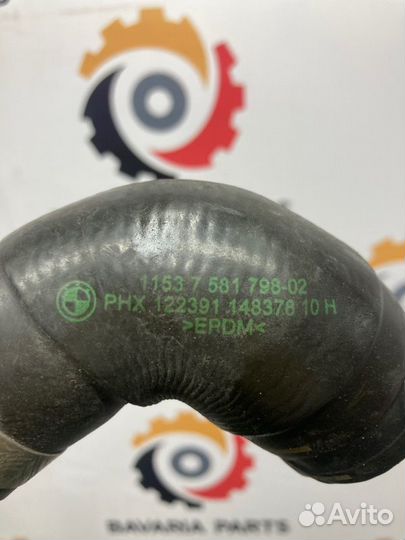 1153 7 581 798-02
PHX 122391 148378 10 H
>EPDM<
BAVARIA PARTS
Avito